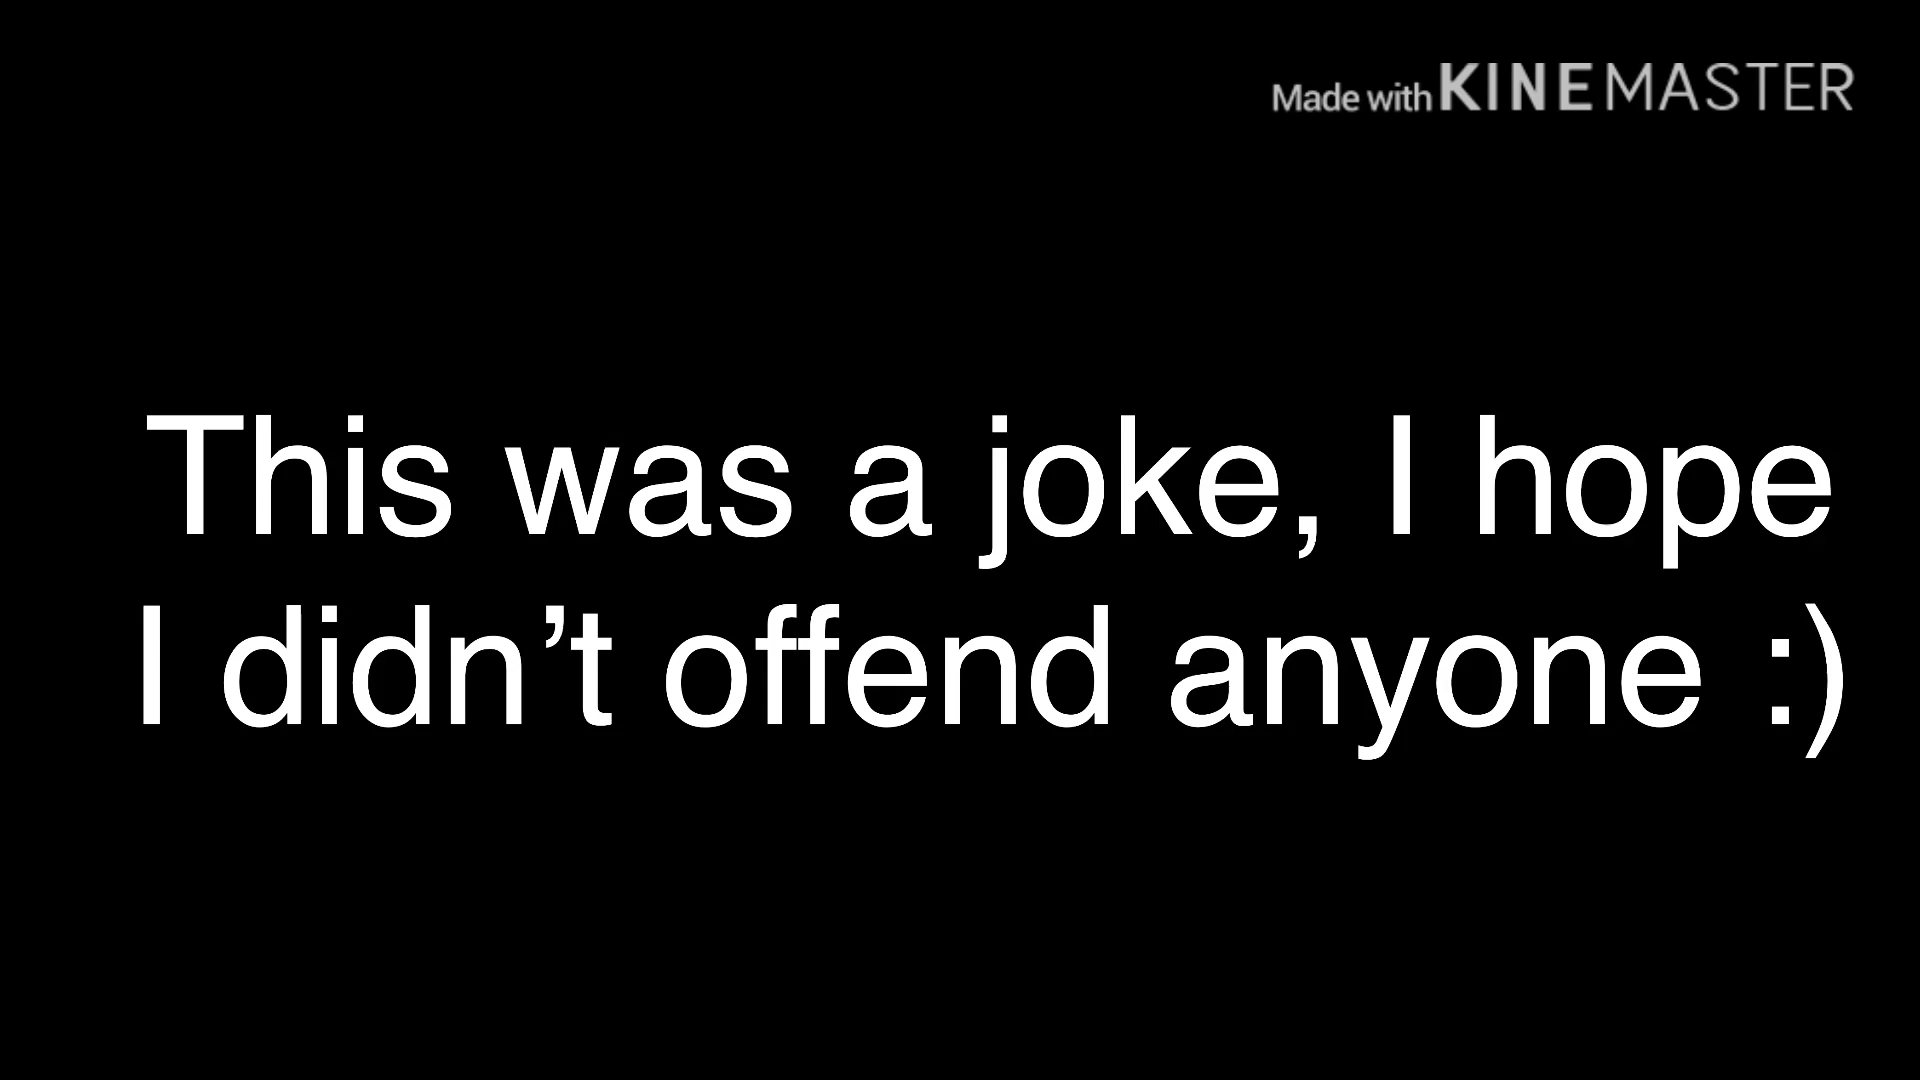 Made with KINEMASTER
This was a joke, I hope
I didn’t offend anyone :)